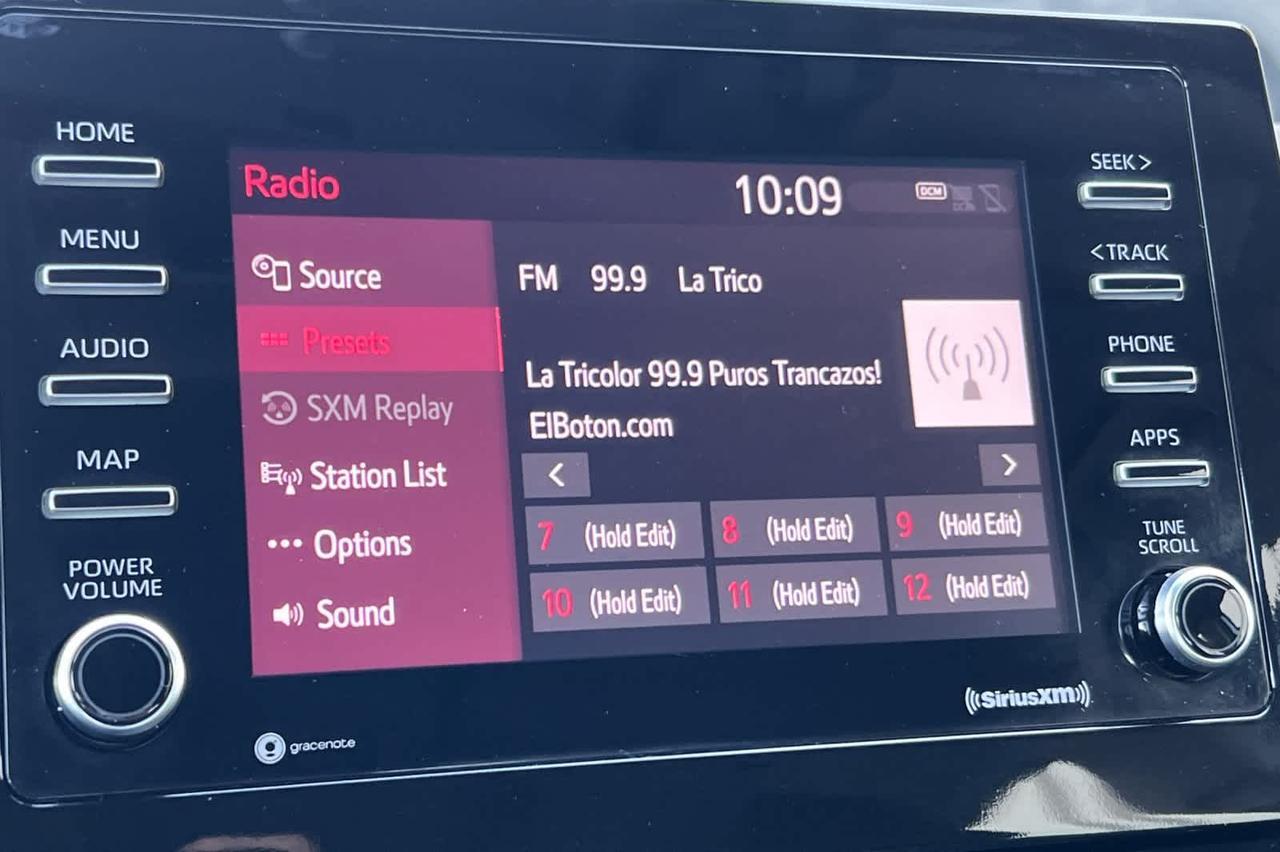 HOME
MENU
AUDIO
MAP
POWER
VOLUME
Radio
10:09
DCM
Source
Presets
SXM Replay
Station List
Options
Sound
FM 99.9 La Trico
La Tricolor 99.9 Puros Trancazos!
ElBoton.com
<
>
7 (Hold Edit) 8 (Hold Edit) 9 (Hold Edit)
10 (Hold Edit) 11 (Hold Edit) 12 (Hold Edit)
SEEK>
<TRACK
PHONE
APPS
TUNE
SCROLL
gracenote
((SiriusXM))